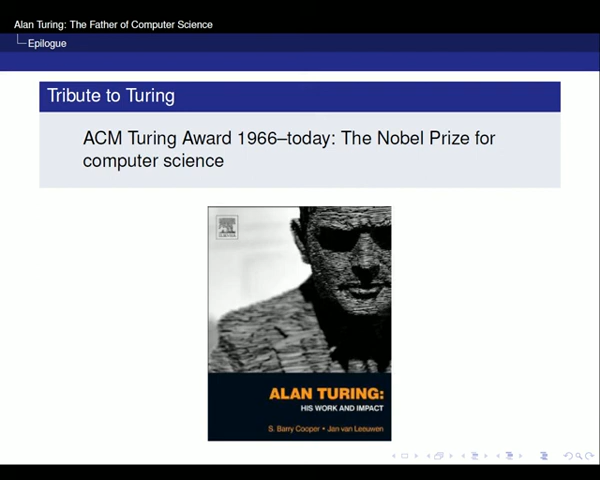 Alan Turing: The Father of Computer Science
Epilogue
Tribute to Turing
ACM Turing Award 1966–today: The Nobel Prize for
computer science
ELSEVIER
ALAN TURING:
HIS WORK AND IMPACT
S. Barry Cooper • Jan van Leeuwen